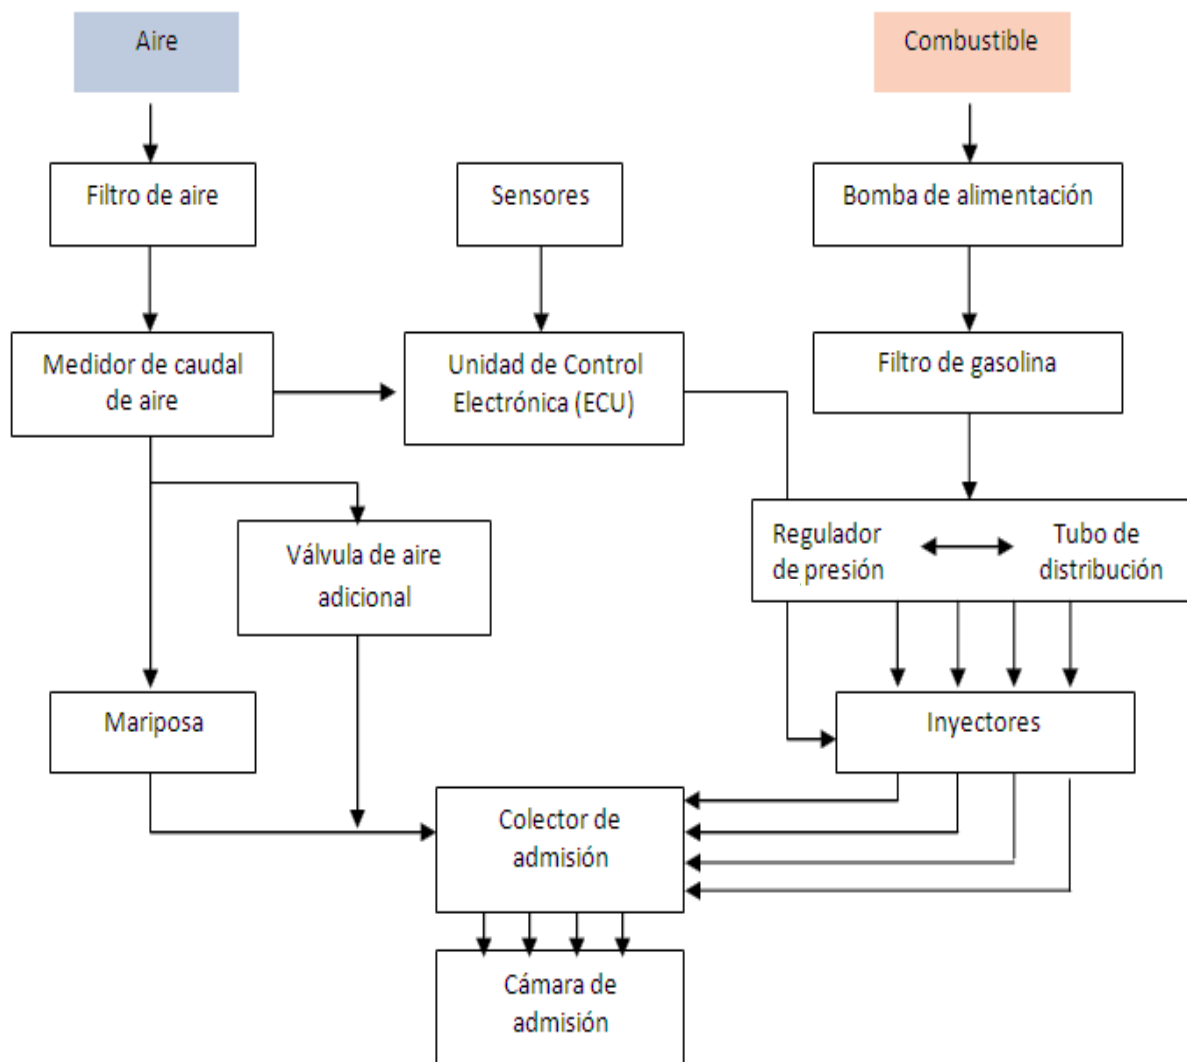 Aire
Combustible
Filtro de aire
Sensores
Bomba de alimentación
Medidor de caudal
de aire
Unidad de Control
Electrónica (ECU)
Filtro de gasolina
Válvula de aire
adicional
Regulador
de presión
Tubo de
distribución
Mariposa
Inyectores
Colector de
admisión
Cámara de
admisión